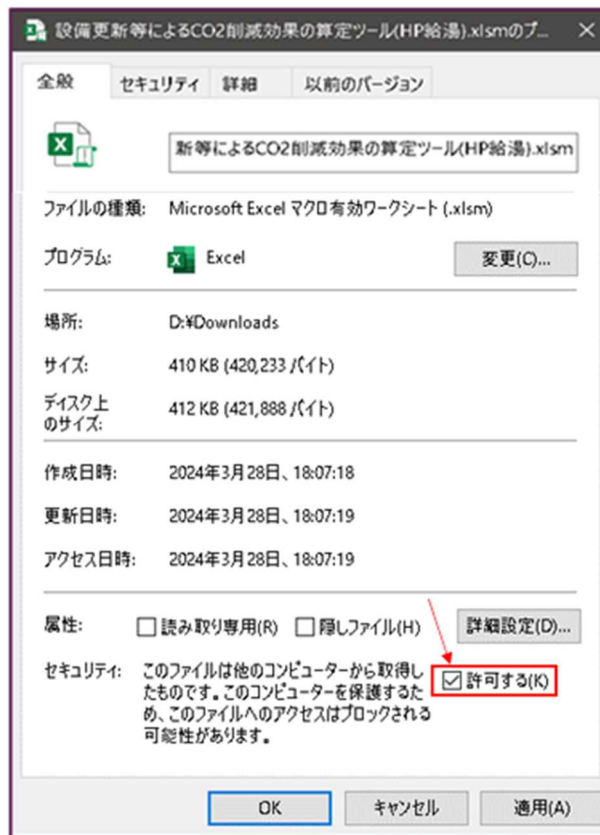 設備更新等によるCO2削減効果の算定ツール(HP給湯).xlsmのプ...
全般 セキュリティ 詳細 以前のバージョン
新等によるCO2削減効果の算定ツール(HP給湯).xlsm
ファイルの種類: Microsoft Excel マクロ有効ワークシート (.xlsm)
プログラム: Excel 変更(C)...
場所: D:¥Downloads
サイズ: 410 KB (420,233 バイト)
ディスク上
のサイズ: 412 KB (421,888 バイト)
作成日時: 2024年3月28日、18:07:18
更新日時: 2024年3月28日、18:07:19
アクセス日時: 2024年3月28日、18:07:19
属性: 読み取り専用(R) 隠しファイル(H) 詳細設定(D)...
セキュリティ: このファイルは他のコンピューターから取得し
たものです。このコンピューターを保護するた 許可する(K)
め、このファイルへのアクセスはブロックされる
可能性があります。
OK キャンセル 適用(A)